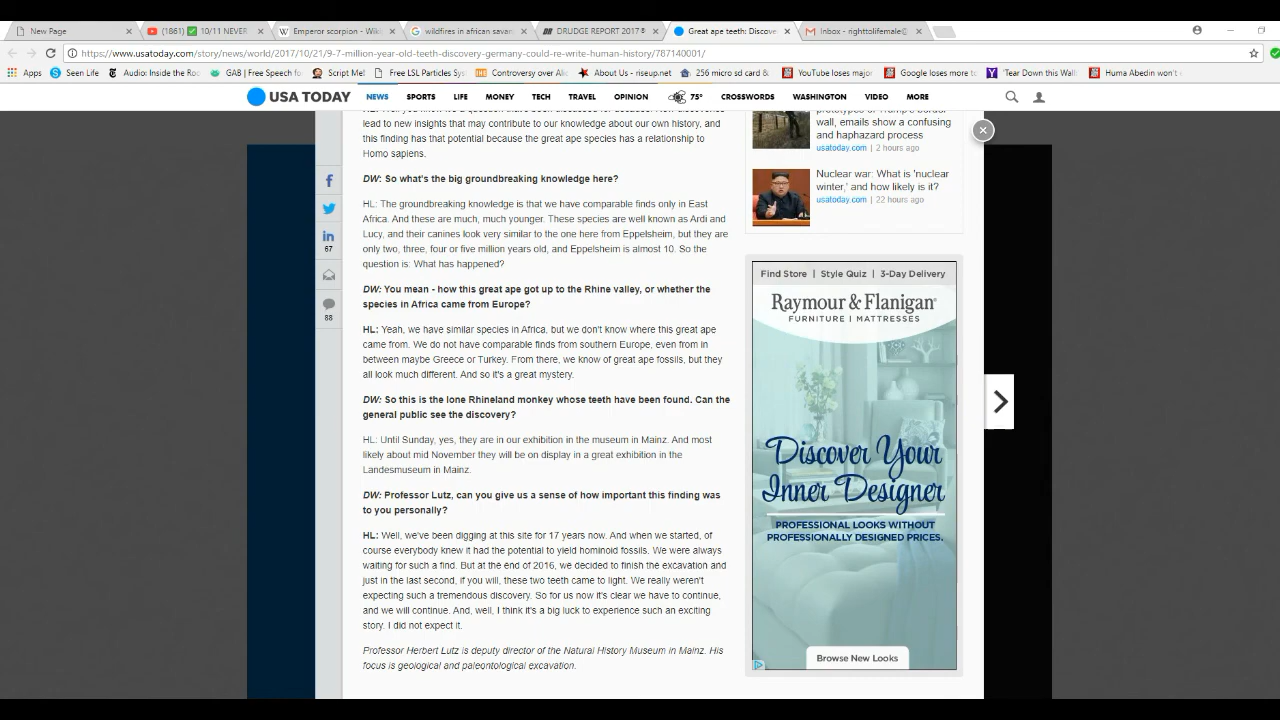 New Page
(1861) ✅ 10/11 NEVER
Emperor scorpion - Wiki
wildfires in african savan
DRUDGE REPORT 2017®
Great ape teeth: Discove
Inbox - righttolifemale@
https://www.usatoday.com/story/news/world/2017/10/21/9-7-million-year-old-teeth-discovery-germany-could-re-write-human-history/787140001/
Apps
Seen Life
Audio: Inside the Roo
GAB | Free Speech fo
Script Me!
Free LSL Particles Sys
Controversy over Ali
About Us - riseup.net
256 micro sd card &
YouTube loses major
Google loses more to
'Tear Down this Wall
Huma Abedin won't
USA TODAY
NEWS
SPORTS
LIFE
MONEY
TECH
TRAVEL
OPINION
75°
CROSSWORDS
WASHINGTON
VIDEO
MORE
lead to new insights that may contribute to our knowledge about our own history, and
this finding has that potential because the great ape species has a relationship to
Homo sapiens.
DW: So what's the big groundbreaking knowledge here?
HL: The groundbreaking knowledge is that we have comparable finds only in East
Africa. And these are much, much younger. These species are well known as Ardi and
Lucy, and their canines look very similar to the one here from Eppelsheim, but they are
only two, three, four or five million years old, and Eppelsheim is almost 10. So the
question is: What has happened?
DW: You mean - how this great ape got up to the Rhine valley, or whether the
species in Africa came from Europe?
HL: Yeah, we have similar species in Africa, but we don't know where this great ape
came from. We do not have comparable finds from southern Europe, even from in
between maybe Greece or Turkey. From there, we know of great ape fossils, but they
all look much different. And so it's a great mystery.
DW: So this is the lone Rhineland monkey whose teeth have been found. Can the
general public see the discovery?
HL: Until Sunday, yes, they are in our exhibition in the museum in Mainz. And most
likely about mid November they will be on display in a great exhibition in the
Landesmuseum in Mainz.
DW: Professor Lutz, can you give us a sense of how important this finding was
to you personally?
HL: Well, we've been digging at this site for 17 years now. And when we started, of
course everybody knew it had the potential to yield hominoid fossils. We were always
waiting for such a find. But at the end of 2016, we decided to finish the excavation and
just in the last second, if you will, these two teeth came to light. We really weren't
expecting such a tremendous discovery. So for us now it's clear we have to continue,
and we will continue. And, well, I think it's a big luck to experience such an exciting
story. I did not expect it.
Professor Herbert Lutz is deputy director of the Natural History Museum in Mainz. His
focus is geological and paleontological excavation.
67
88
prototypes of Trump's border
wall, emails show a confusing
and haphazard process
usatoday.com | 2 hours ago
Nuclear war: What is 'nuclear
winter,' and how likely is it?
usatoday.com | 22 hours ago
Find Store | Style Quiz | 3-Day Delivery
Raymour & Flanigan®
FURNITURE | MATTRESSES
Discover Your
Inner Designer
PROFESSIONAL LOOKS WITHOUT
PROFESSIONALLY DESIGNED PRICES.
Browse New Looks